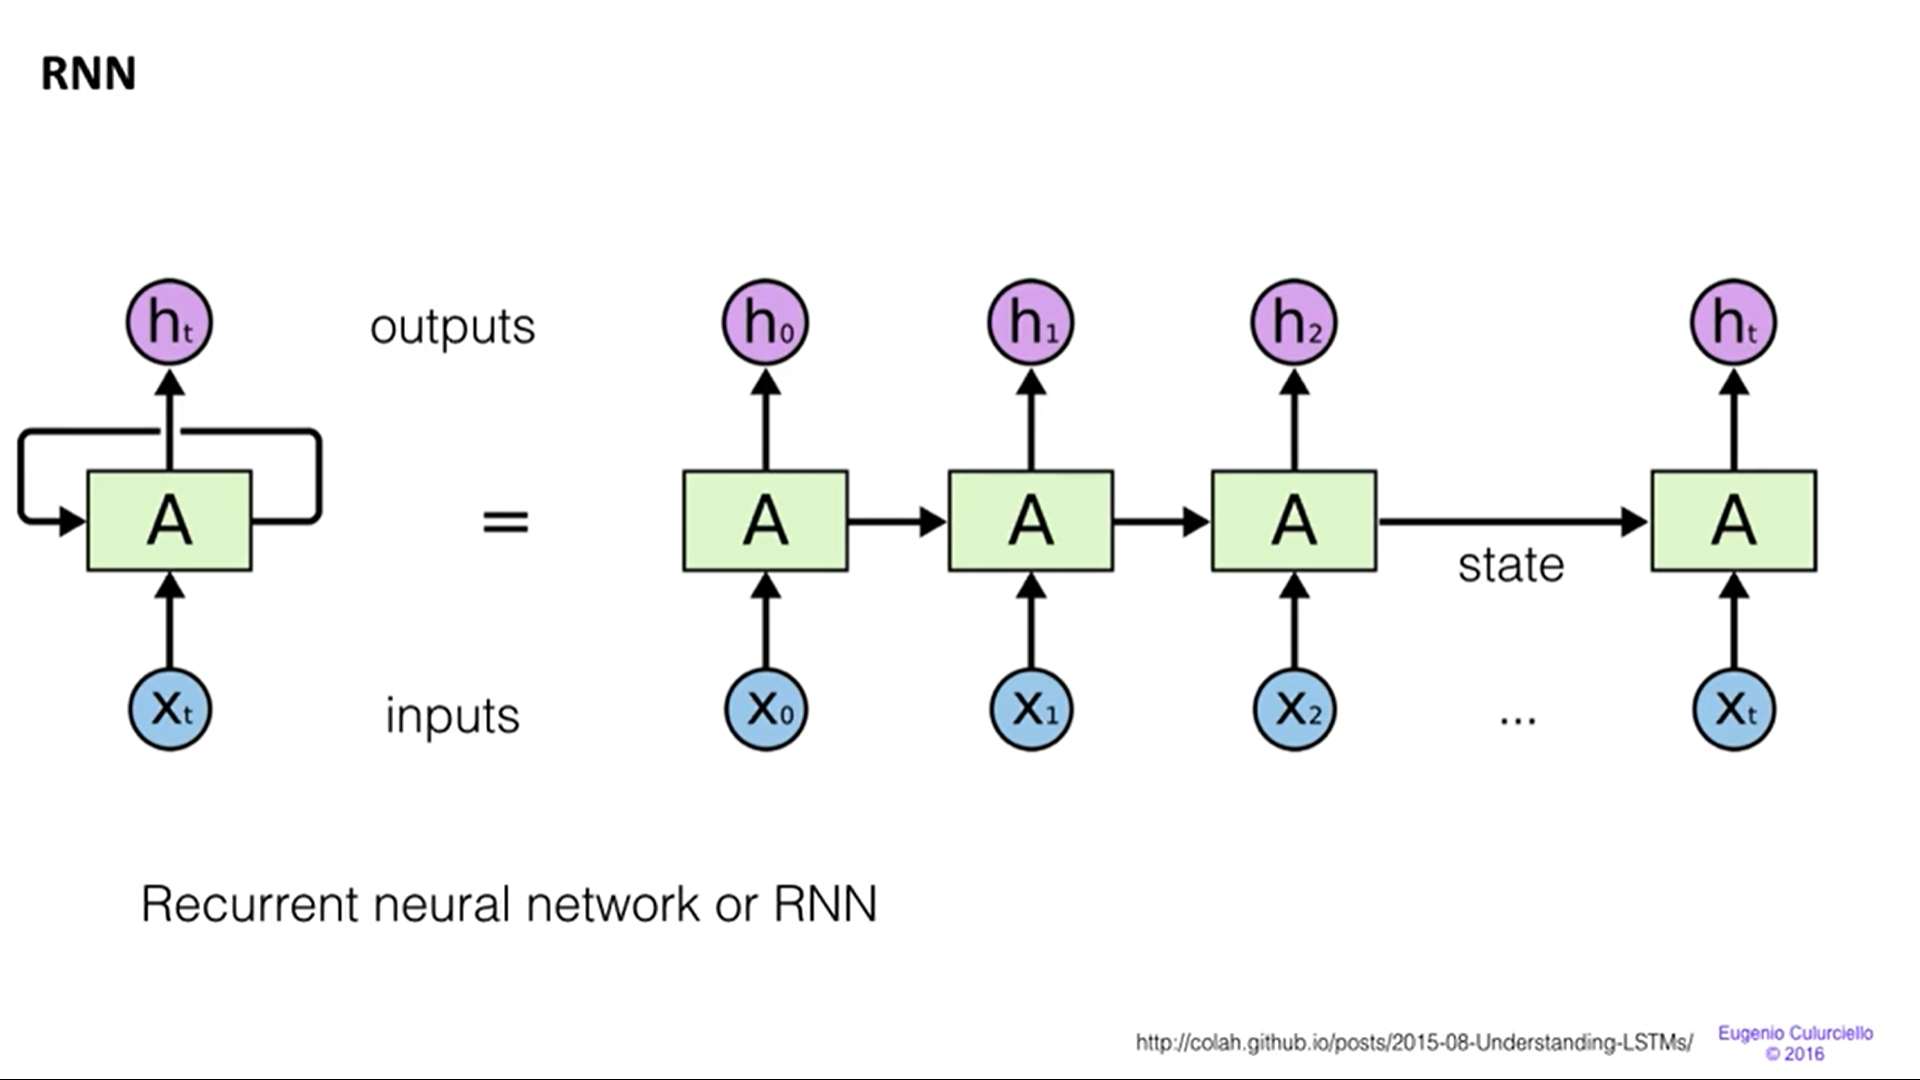 RNN
hₜ outputs h₀ h₁ h₂ hₜ
A = A A A A
state
xₜ inputs x₀ x₁ x₂ ... xₜ
Recurrent neural network or RNN
http://colah.github.io/posts/2015-08-Understanding-LSTMs/
Eugenio Culurciello
© 2016